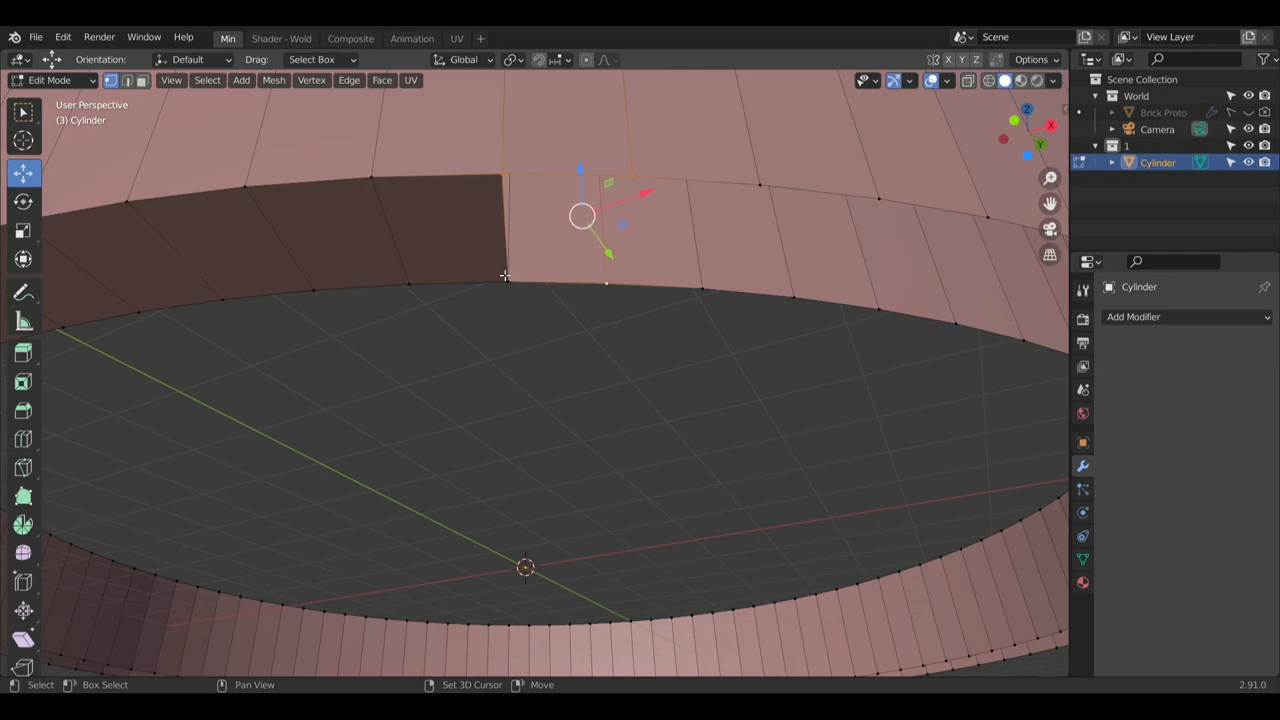 File Edit Render Window Help Min Shader - Wold Composite Animation UV Scene View Layer
Orientation: Default Drag: Select Box Global X Y Z Options
Edit Mode View Select Add Mesh Vertex Edge Face UV Scene Collection
World
User Perspective
(3) Cylinder
Z
X
Y
Brick Proto
Camera
1
Cylinder
Cylinder
Add Modifier
Select Box Select Pan View Set 3D Cursor Move 2.91.0